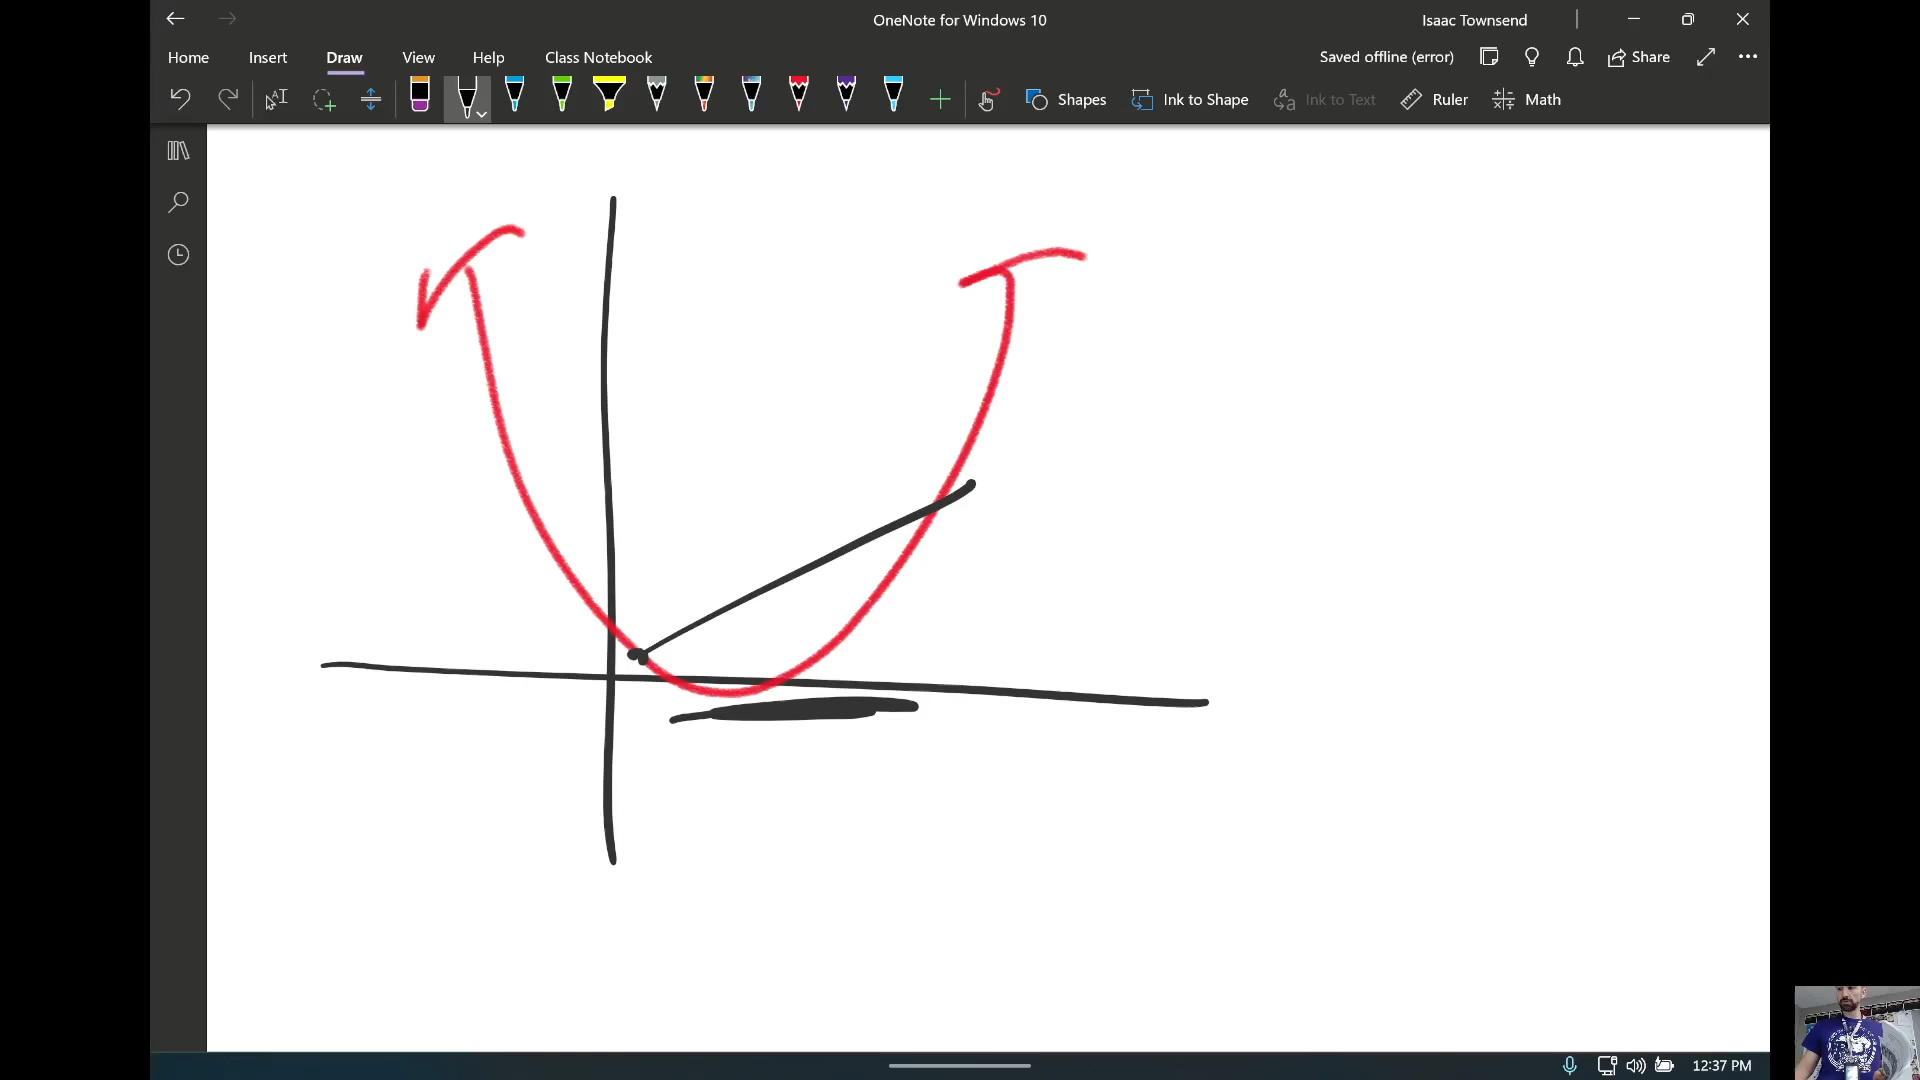 OneNote for Windows 10
Isaac Townsend
Home Insert Draw View Help Class Notebook
Saved offline (error) Share
Shapes Ink to Shape Ink to Text Ruler Math
12:37 PM